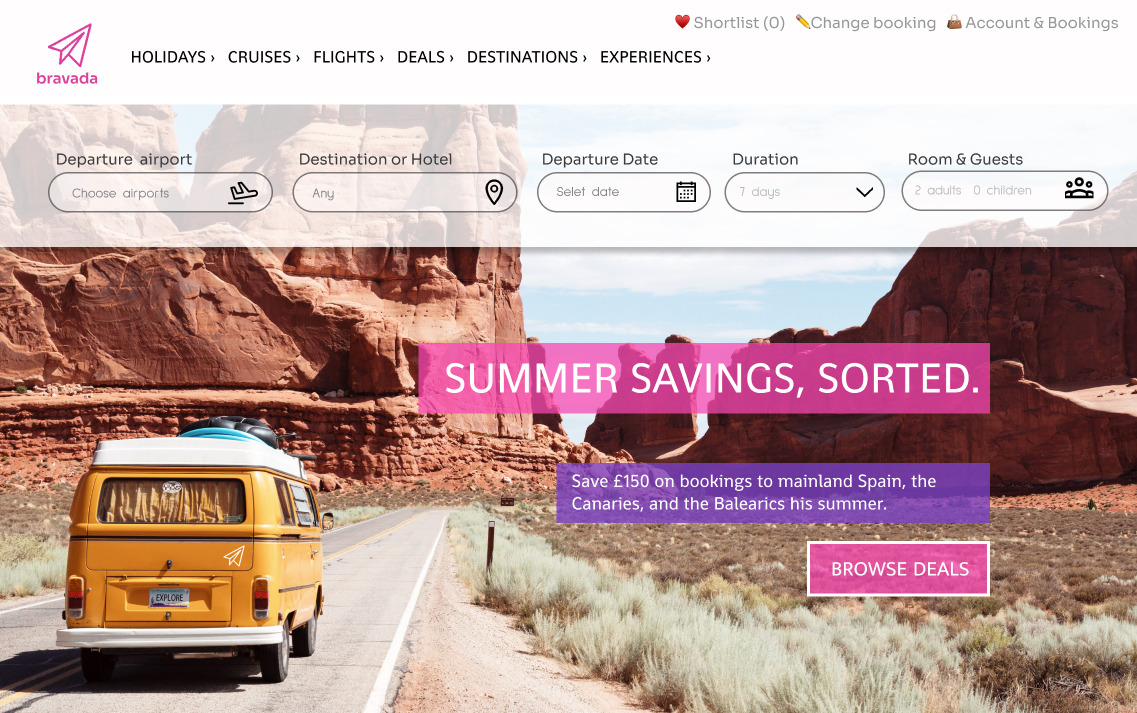 Shortlist (0) Change booking Account & Bookings
bravada
HOLIDAYS › CRUISES › FLIGHTS › DEALS › DESTINATIONS › EXPERIENCES ›
Departure airport Destination or Hotel Departure Date Duration Room & Guests
Choose airports Any Selet date 7 days 2 adults 0 children
SUMMER SAVINGS, SORTED.
Save £150 on bookings to mainland Spain, the
Canaries, and the Balearics his summer.
BROWSE DEALS
EXPLORE